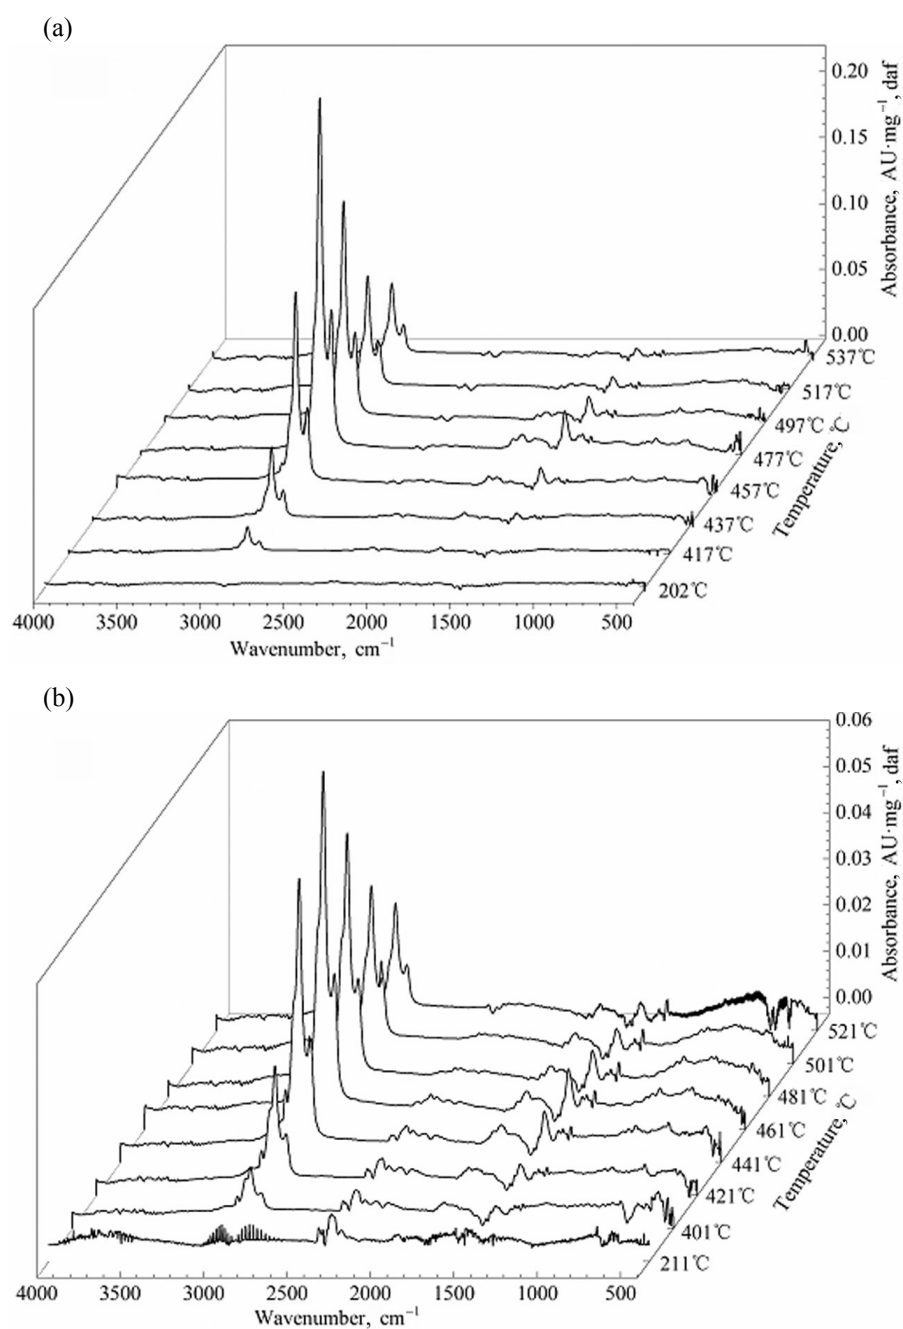 (a)
0.20
0.15
0.10
0.05
0.00
Absorbance, AU·mg⁻¹, daf
537℃
517℃
497℃
477℃
457℃
437℃
417℃
202℃
Temperature, ℃
4000 3500 3000 2500 2000 1500 1000 500
Wavenumber, cm⁻¹
(b)
0.06
0.05
0.04
0.03
0.02
0.01
0.00
Absorbance, AU·mg⁻¹, daf
521℃
501℃
481℃
461℃
441℃
421℃
401℃
211℃
Temperature, ℃
4000 3500 3000 2500 2000 1500 1000 500
Wavenumber, cm⁻¹